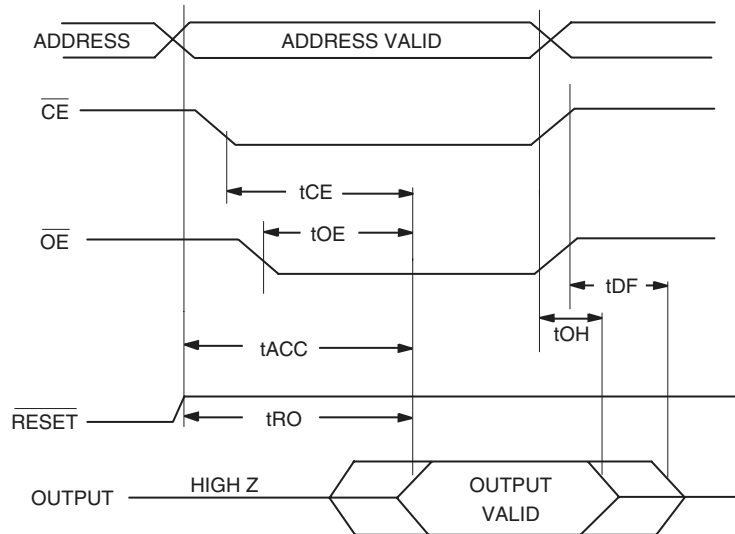 ADDRESS
ADDRESS VALID
CE
tCE
tOE
OE
tDF
tOH
tACC
RESET
tRO
HIGH Z
OUTPUT
OUTPUT
VALID